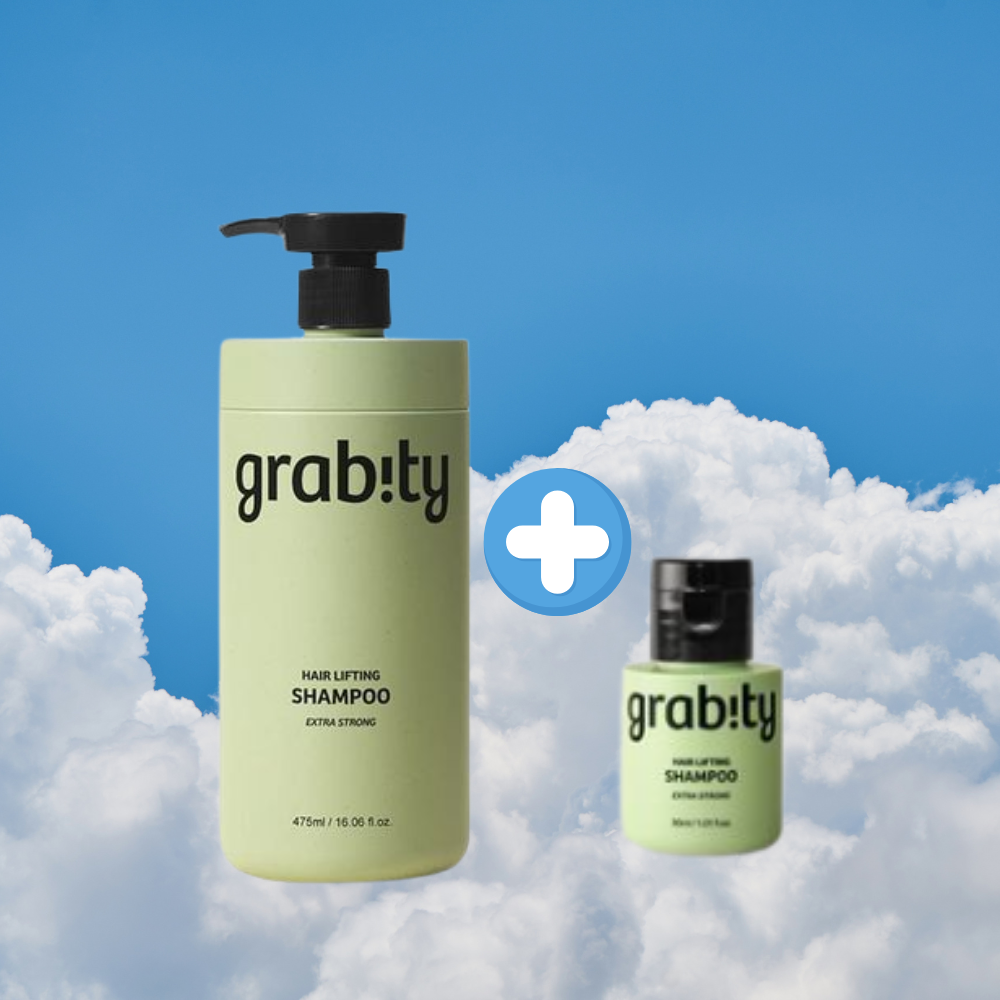 grab!ty
HAIR LIFTING
SHAMPOO
EXTRA STRONG
475ml / 16.06 fl.oz.
grab!ty
HAIR LIFTING
SHAMPOO
EXTRA STRONG